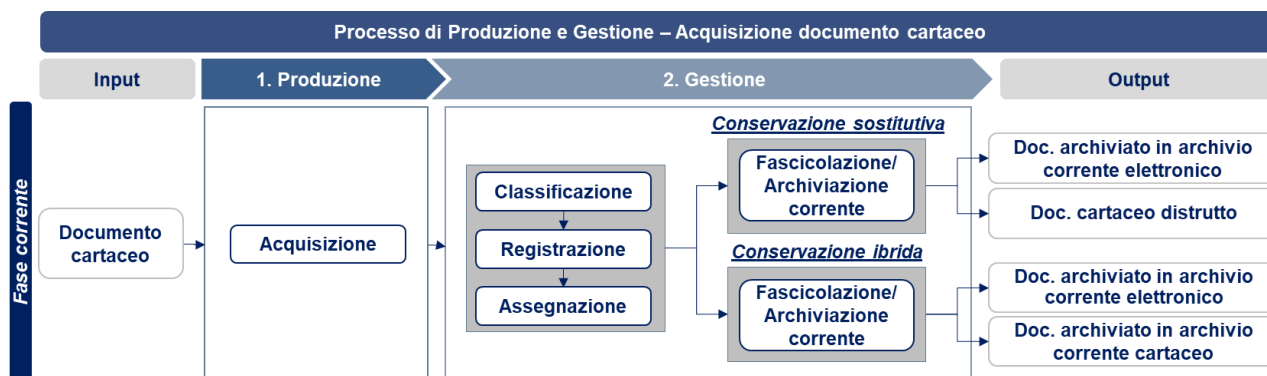 Processo di Produzione e Gestione – Acquisizione documento cartaceo
Input
1. Produzione
2. Gestione
Output
Fase corrente
Documento
cartaceo
Acquisizione
Classificazione
Registrazione
Assegnazione
Conservazione sostitutiva
Fascicolazione/
Archiviazione
corrente
Conservazione ibrida
Fascicolazione/
Archiviazione
corrente
Doc. archiviato in archivio
corrente elettronico
Doc. cartaceo distrutto
Doc. archiviato in archivio
corrente elettronico
Doc. archiviato in archivio
corrente cartaceo